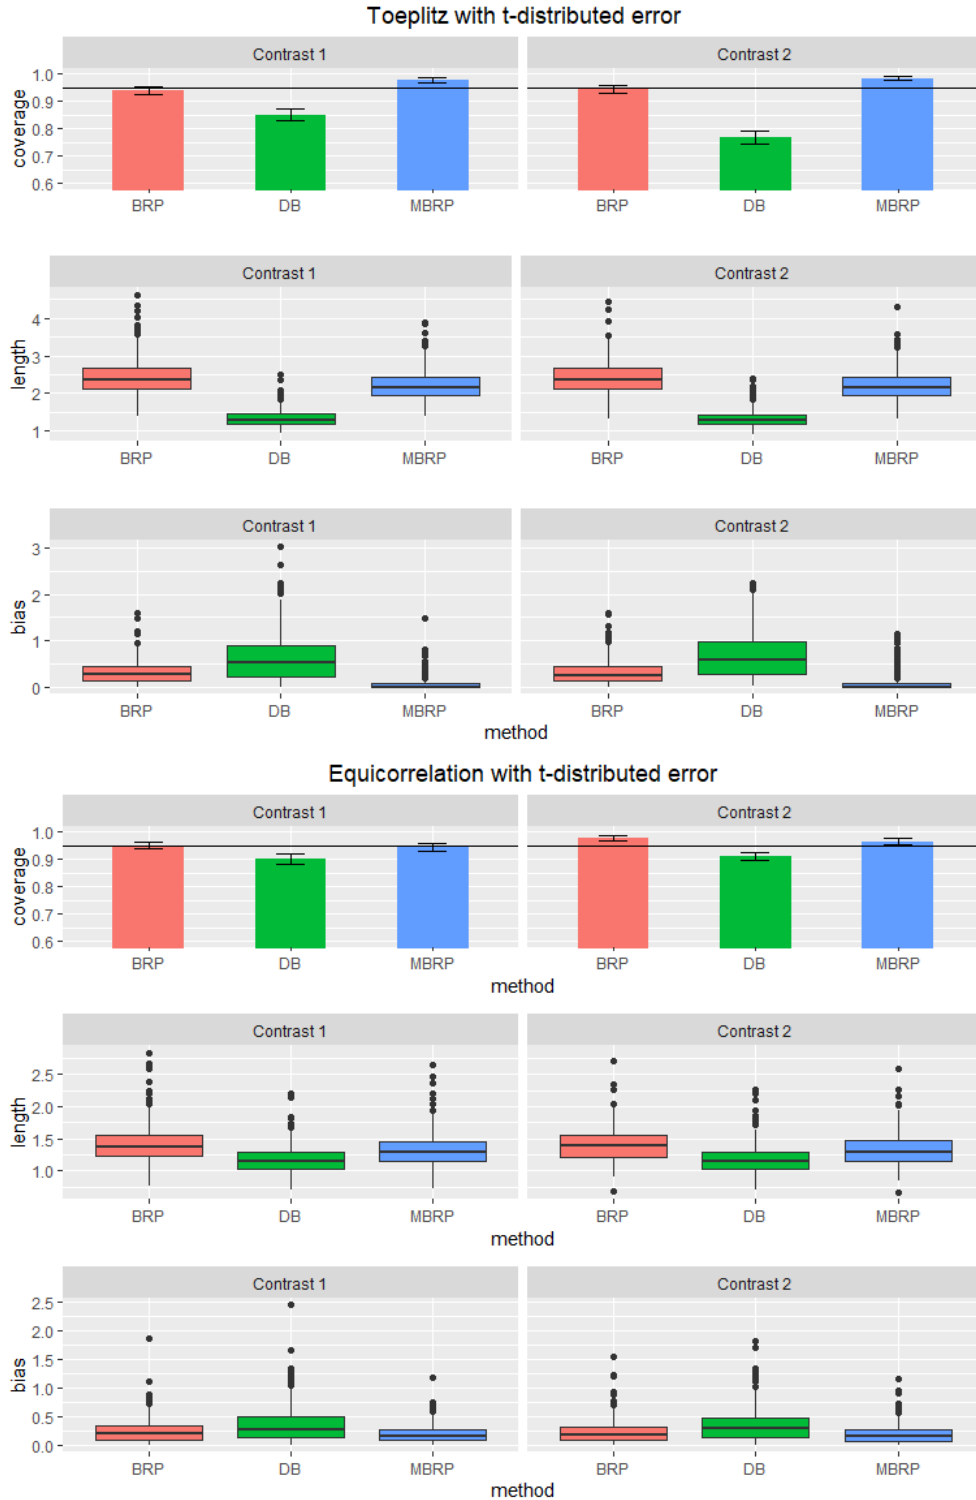 Toeplitz with t-distributed error
Contrast 1 Contrast 2
1.0
0.9
0.8
0.7
0.6
coverage
BRP DB MBRP BRP DB MBRP
Contrast 1 Contrast 2
4
3
2
1
length
BRP DB MBRP BRP DB MBRP
Contrast 1 Contrast 2
3
2
1
0
bias
BRP DB MBRP BRP DB MBRP
method
Equicorrelation with t-distributed error
Contrast 1 Contrast 2
1.0
0.9
0.8
0.7
0.6
coverage
BRP DB MBRP BRP DB MBRP
method
Contrast 1 Contrast 2
2.5
2.0
1.5
1.0
length
BRP DB MBRP BRP DB MBRP
method
Contrast 1 Contrast 2
2.5
2.0
1.5
1.0
0.5
0.0
bias
BRP DB MBRP BRP DB MBRP
method